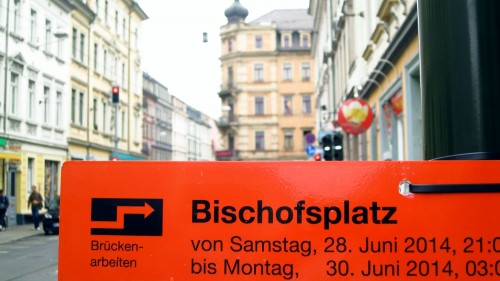 Bischofsplatz
Brücken-
arbeiten
von Samstag, 28. Juni 2014, 21:0
bis Montag, 30. Juni 2014, 03:0